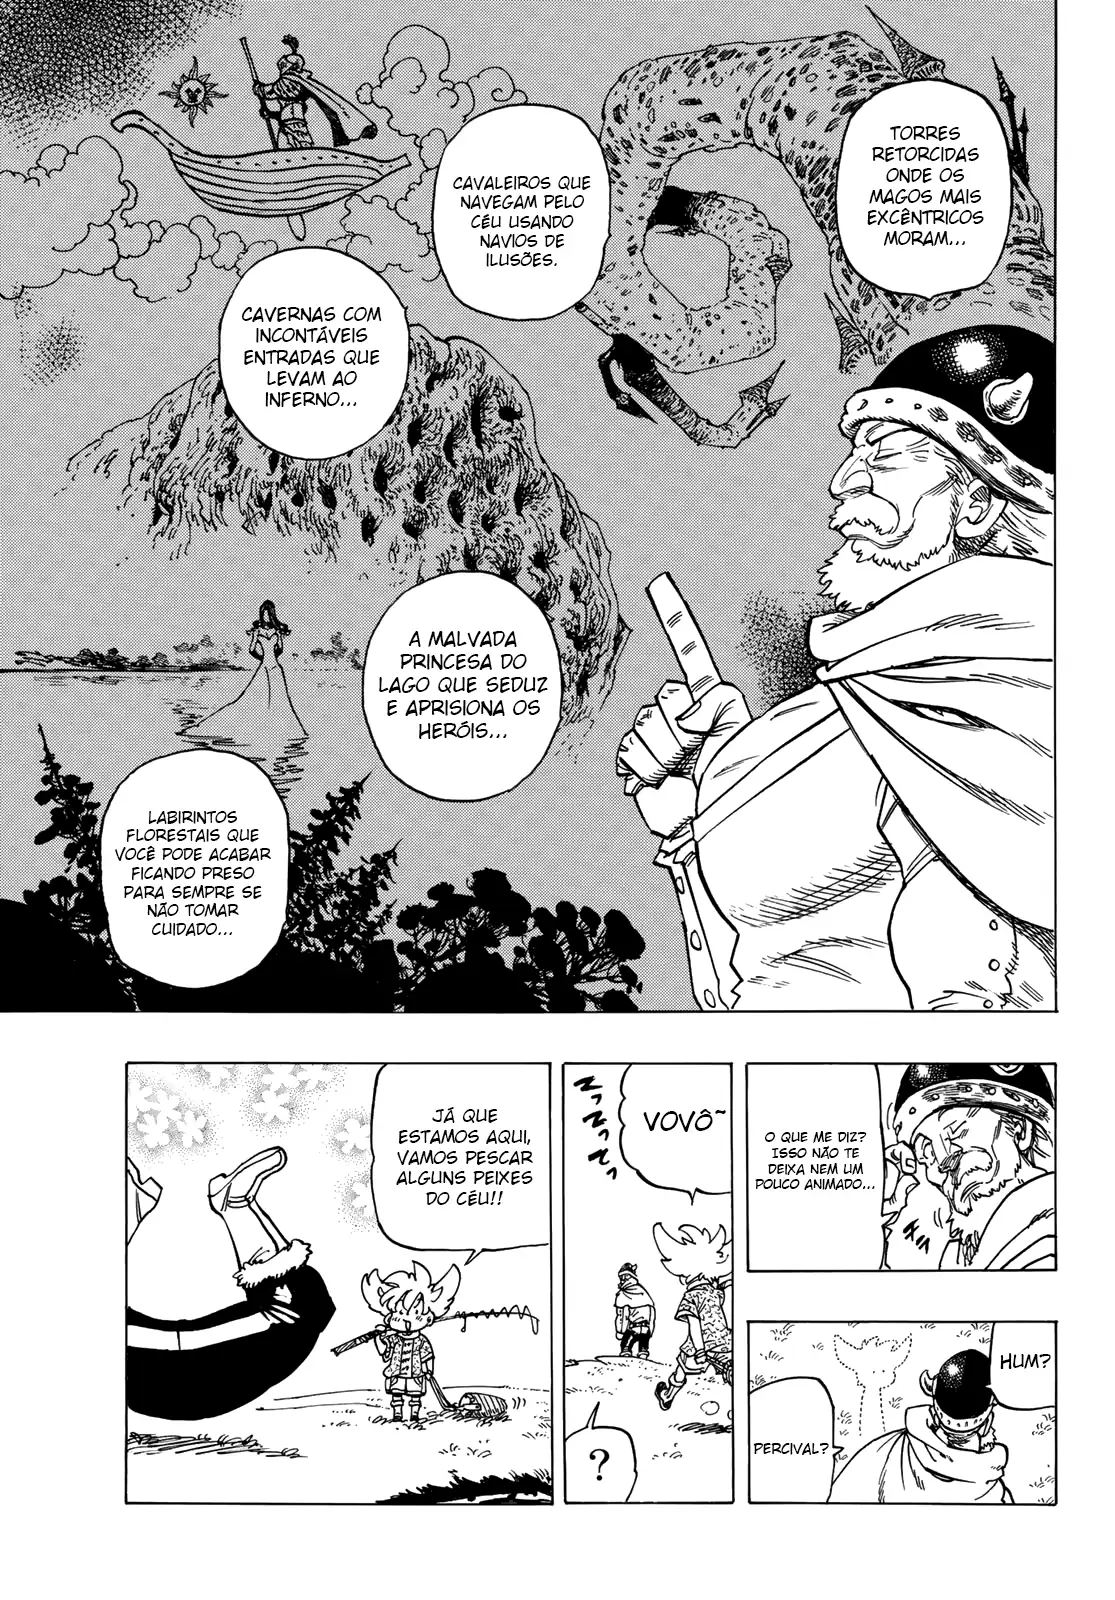 TORRES
RETORCIDAS
ONDE OS
MAGOS MAIS
EXCÊNTRICOS
MORAM...
CAVALEIROS QUE
NAVEGAM PELO
CÉU USANDO
NAVIOS DE
ILUSÕES.
CAVERNAS COM
INCONTÁVEIS
ENTRADAS QUE
LEVAM AO
INFERNO...
A MALVADA
PRINCESA DO
LAGO QUE SEDUZ
E APRISIONA OS
HERÓIS...
LABIRINTOS
FLORESTAIS QUE
VOCÊ PODE ACABAR
FICANDO PRESO
PARA SEMPRE SE
NÃO TOMAR
CUIDADO...
O QUE ME DIZ?
ISSO NÃO TE
DEIXA NEM UM
POUCO ANIMADO...
HUM?
PERCIVAL?
VOVÔ~
?
JÁ QUE
ESTAMOS AQUI,
VAMOS PESCAR
ALGUNS PEIXES
DO CÉU!!